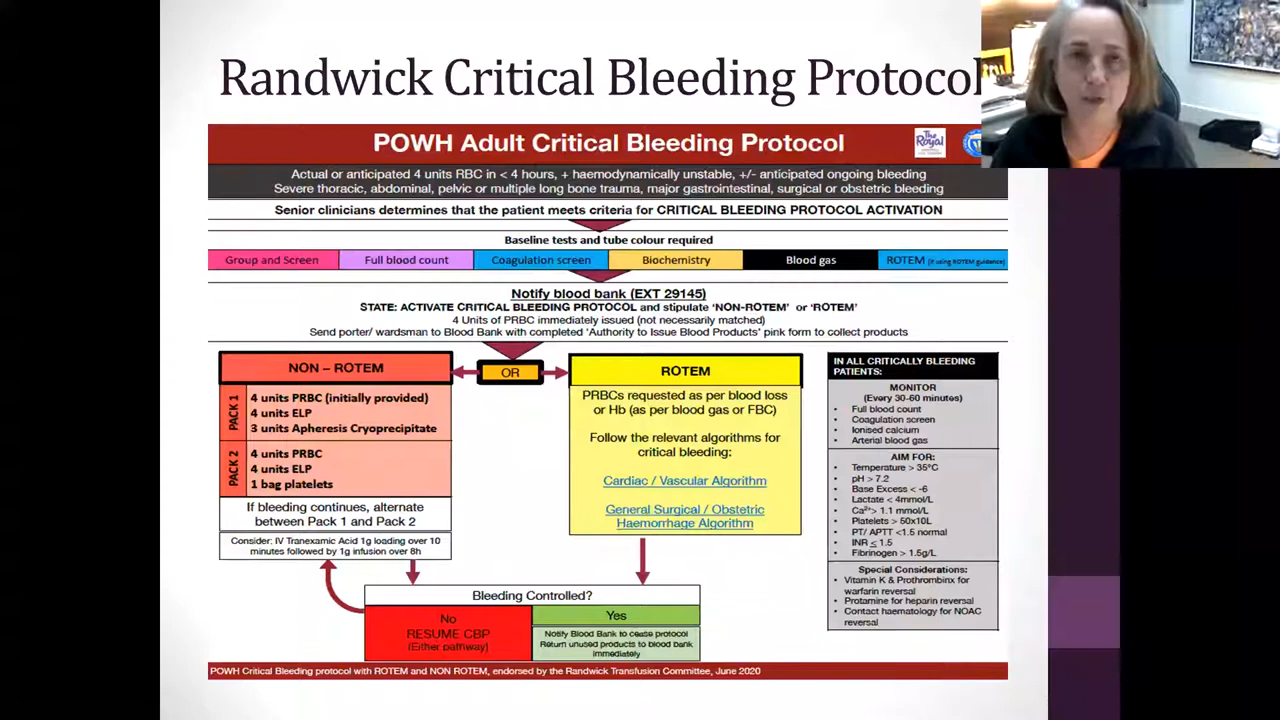 Randwick Critical Bleeding Protocol
POWH Adult Critical Bleeding Protocol
The Royal
Actual or anticipated 4 units RBC in < 4 hours, + haemodynamically unstable, +/- anticipated ongoing bleeding
Severe thoracic, abdominal, pelvic or multiple long bone trauma, major gastrointestinal, surgical or obstetric bleeding
Senior clinicians determines that the patient meets criteria for CRITICAL BLEEDING PROTOCOL ACTIVATION
Baseline tests and tube colour required
Group and Screen
Full blood count
Coagulation screen
Biochemistry
Blood gas
ROTEM (if using ROTEM guidance)
Notify blood bank (EXT 29145)
STATE: ACTIVATE CRITICAL BLEEDING PROTOCOL and stipulate 'NON-ROTEM' or 'ROTEM'
4 Units of PRBC immediately issued (not necessarily matched)
Send porter/ wardsman to Blood Bank with completed 'Authority to Issue Blood Products' pink form to collect products
NON – ROTEM
PACK 1
4 units PRBC (initially provided)
4 units ELP
3 units Apheresis Cryoprecipitate
PACK 2
4 units PRBC
4 units ELP
1 bag platelets
If bleeding continues, alternate
between Pack 1 and Pack 2
Consider: IV Tranexamic Acid 1g loading over 10
minutes followed by 1g infusion over 8h
OR
ROTEM
PRBCs requested as per blood loss
or Hb (as per blood gas or FBC)
Follow the relevant algorithms for
critical bleeding:
Cardiac / Vascular Algorithm
General Surgical / Obstetric
Haemorrhage Algorithm
IN ALL CRITICALLY BLEEDING
PATIENTS:
MONITOR
(Every 30-60 minutes)
• Full blood count
• Coagulation screen
• Ionised calcium
• Arterial blood gas
AIM FOR:
• Temperature > 35°C
• pH > 7.2
• Base Excess < -6
• Lactate < 4mmol/L
• Ca²⁺> 1.1 mmol/L
• Platelets > 50x10L
• PT/ APTT <1.5 normal
• INR ≤ 1.5
• Fibrinogen > 1.5g/L
Special Considerations:
• Vitamin K & Prothrombinx for
warfarin reversal
• Protamine for heparin reversal
• Contact haematology for NOAC
reversal
Bleeding Controlled?
No
RESUME CBP
(Either pathway)
Yes
Notify Blood Bank to cease protocol
Return unused products to blood bank
immediately
POWH Critical Bleeding protocol with ROTEM and NON ROTEM, endorsed by the Randwick Transfusion Committee, June 2020